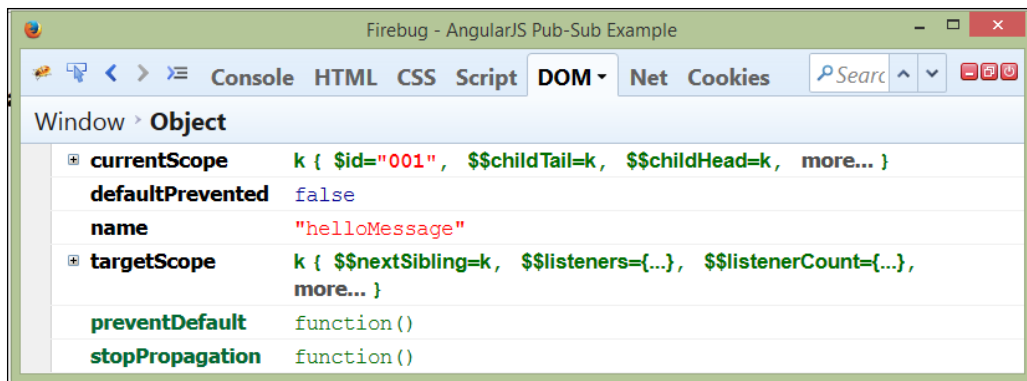 Firebug - AngularJS Pub-Sub Example
Console HTML CSS Script DOM Net Cookies Searc
Window > Object
currentScope k { $id="001", $$childTail=k, $$childHead=k, more... }
defaultPrevented false
name "helloMessage"
targetScope k { $$nextSibling=k, $$listeners={...}, $$listenerCount={...},
more... }
preventDefault function()
stopPropagation function()